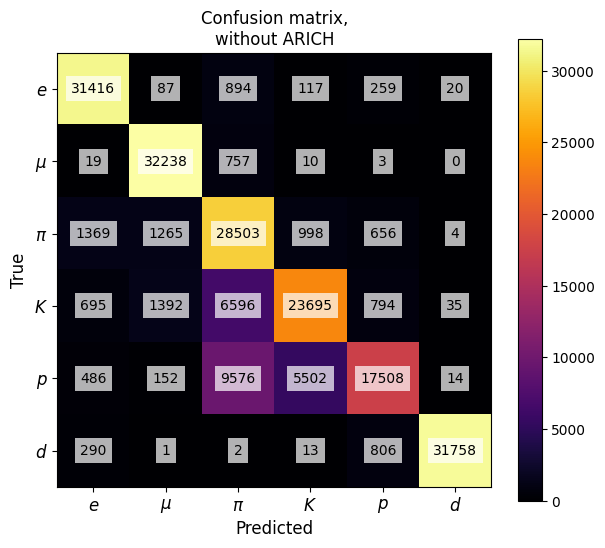 Confusion matrix,
without ARICH
True
e 31416 87 894 117 259 20
μ 19 32238 757 10 3 0
π 1369 1265 28503 998 656 4
K 695 1392 6596 23695 794 35
p 486 152 9576 5502 17508 14
d 290 1 2 13 806 31758
e μ π K p d
Predicted
30000
25000
20000
15000
10000
5000
0